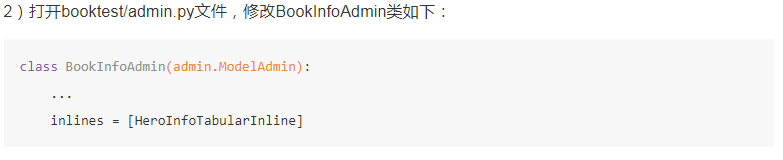 2）打开booktest/admin.py文件，修改BookInfoAdmin类如下：
class BookInfoAdmin(admin.ModelAdmin):
    ...
    inlines = [HeroInfoTabularInline]